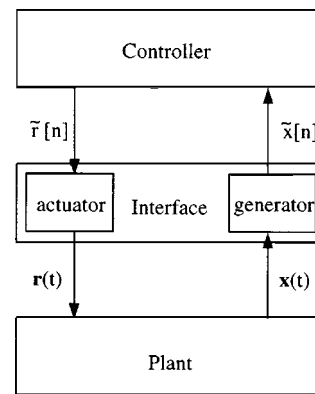 Controller
r̃[n]
x̃[n]
actuator
Interface
generator
r(t)
x(t)
Plant